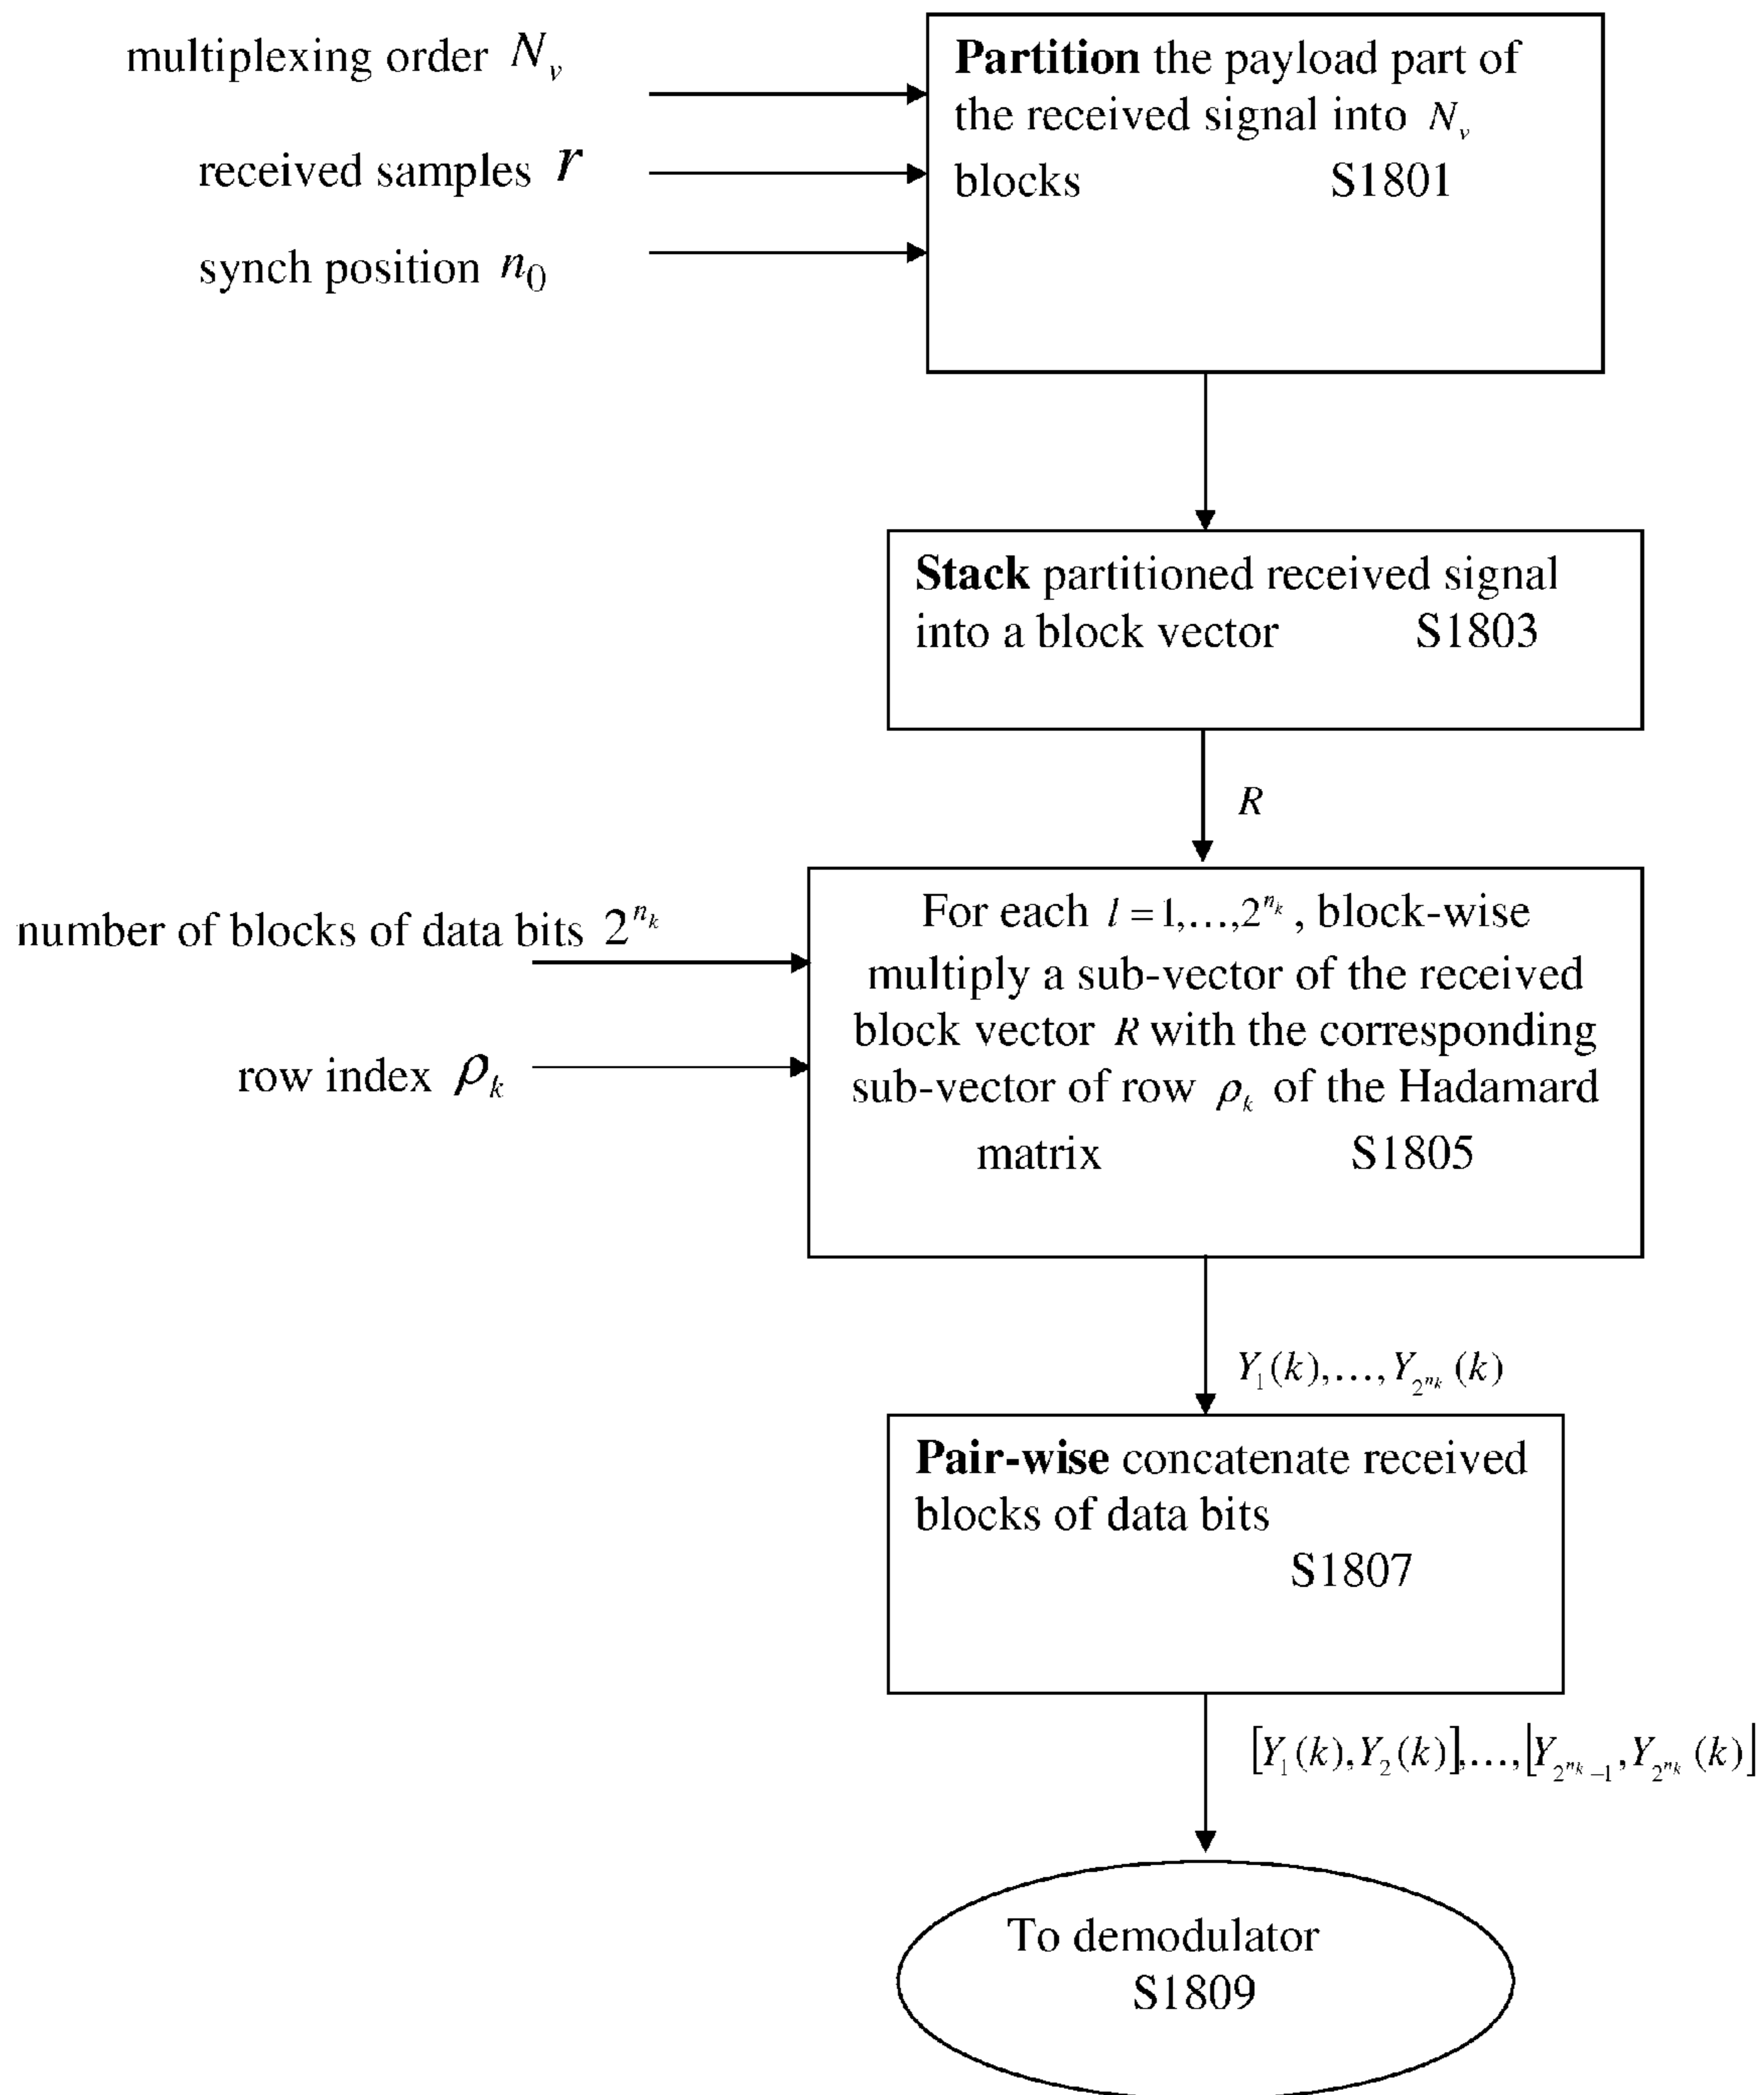 multiplexing order N_v
received samples r
synch position n_0
Partition the payload part of
the received signal into N_v
blocks S1801
Stack partitioned received signal
into a block vector S1803
R
number of blocks of data bits 2^{n_k}
row index ρ_k
For each l = 1,...,2^{n_k}, block-wise
multiply a sub-vector of the received
block vector R with the corresponding
sub-vector of row ρ_k of the Hadamard
matrix S1805
Y_1(k),...,Y_{2^{n_k}}(k)
Pair-wise concatenate received
blocks of data bits
S1807
[Y_1(k),Y_2(k)],...,[Y_{2^{n_k}-1},Y_{2^{n_k}}(k)]
To demodulator
S1809